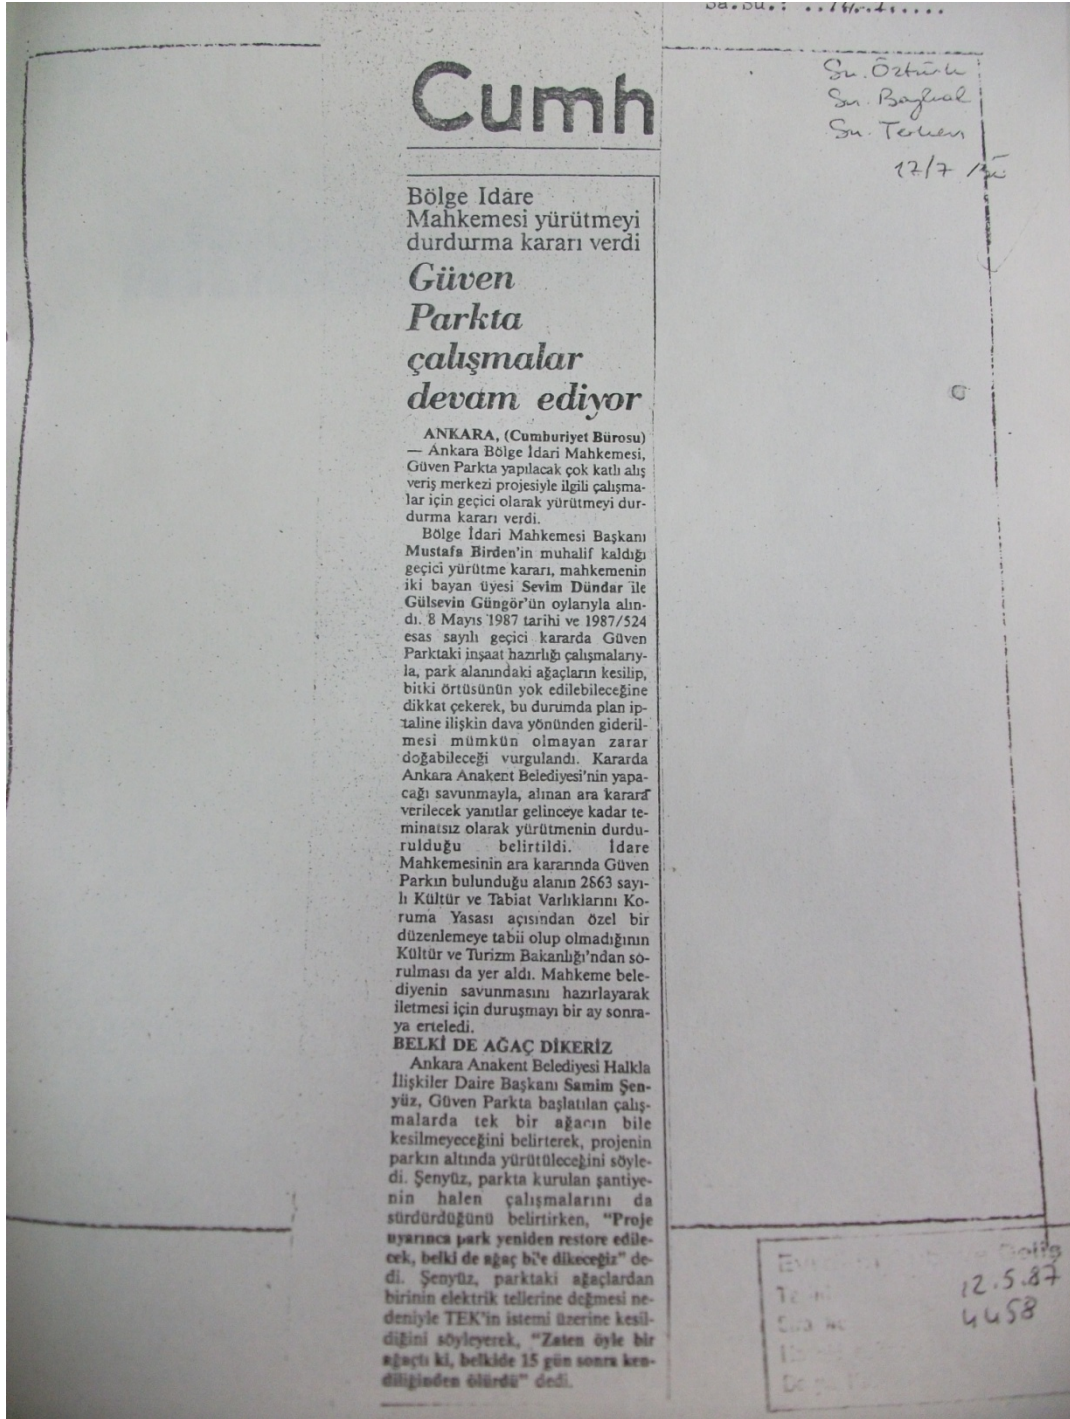 Sa.Su.:
Cumh
Sn. Öztürk
Sn. Baykal
Sn.
17/7
Bölge İdare
Mahkemesi yürütmeyi
durdurma kararı verdi
Güven
Parkta
çalışmalar
devam ediyor
ANKARA, (Cumhuriyet Bürosu)
— Ankara Bölge İdari Mahkemesi,
Güven Parkta yapılacak çok katlı alış
veriş merkezi projesiyle ilgili çalışma-
lar için geçici olarak yürütmeyi dur-
durma kararı verdi.
Bölge İdari Mahkemesi Başkanı
Mustafa Birden'in muhalif kaldığı
geçici yürütme kararı, mahkemenin
iki bayan üyesi Sevim Dündar ile
Gülsevin Güngör'ün oylarıyla alın-
dı. 8 Mayıs 1987 tarihi ve 1987/524
esas sayılı geçici kararda Güven
Parktaki inşaat hazırlığı çalışmalarıy-
la, park alanındaki ağaçların kesilip,
bitki örtüsünün yok edilebileceğine
dikkat çekerek, bu durumda plan ip-
taline ilişkin dava yönünden gideril-
mesi mümkün olmayan zarar
doğabileceği vurgulandı. Kararda
Ankara Anakent Belediyesi'nin yapa-
cağı savunmayla, alınan ara karara
verilecek yanıtlar gelinceye kadar te-
minatsız olarak yürütmenin durdu-
rulduğu belirtildi. İdare
Mahkemesinin ara kararında Güven
Parkın bulunduğu alanın 2863 sayı-
lı Kültür ve Tabiat Varlıklarını Ko-
ruma Yasası açısından özel bir
düzenlemeye tabii olup olmadığının
Kültür ve Turizm Bakanlığı'ndan so-
rulması da yer aldı. Mahkeme bele-
diyenin savunmasını hazırlayarak
iletmesi için duruşmayı bir ay sonra-
ya erteledi.
BELKİ DE AĞAÇ DİKERİZ
Ankara Anakent Belediyesi Halkla
İlişkiler Daire Başkanı Samim Şen-
yüz, Güven Parkta başlatılan çalış-
malarda tek bir ağacın bile
kesilmeyeceğini belirterek, projenin
parkın altında yürütüleceğini söyle-
di. Şenyüz, parkta kurulan şantiye-
nin halen çalışmalarını da
sürdürdüğünü belirtirken, "Proje
uyarınca park yeniden restore edile-
cek, belki de ağaç bile dikeceğiz" de-
di. Şenyüz, parktaki ağaçlardan
birinin elektrik tellerine değmesi ne-
deniyle TEK'in istemi üzerine kesil-
diğini söyleyerek, "Zaten öyle bir
ağaçtı ki, belkide 15 gün sonra ken-
diliğinden ölürdü" dedi.
12.5.87
4458